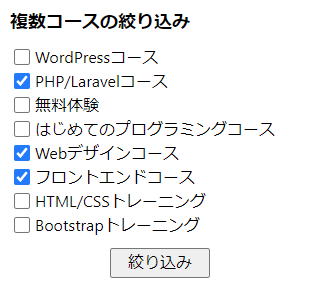 複数コースの絞り込み
WordPressコース
PHP/Laravelコース
無料体験
はじめてのプログラミングコース
Webデザインコース
フロントエンドコース
HTML/CSSトレーニング
Bootstrapトレーニング
絞り込み